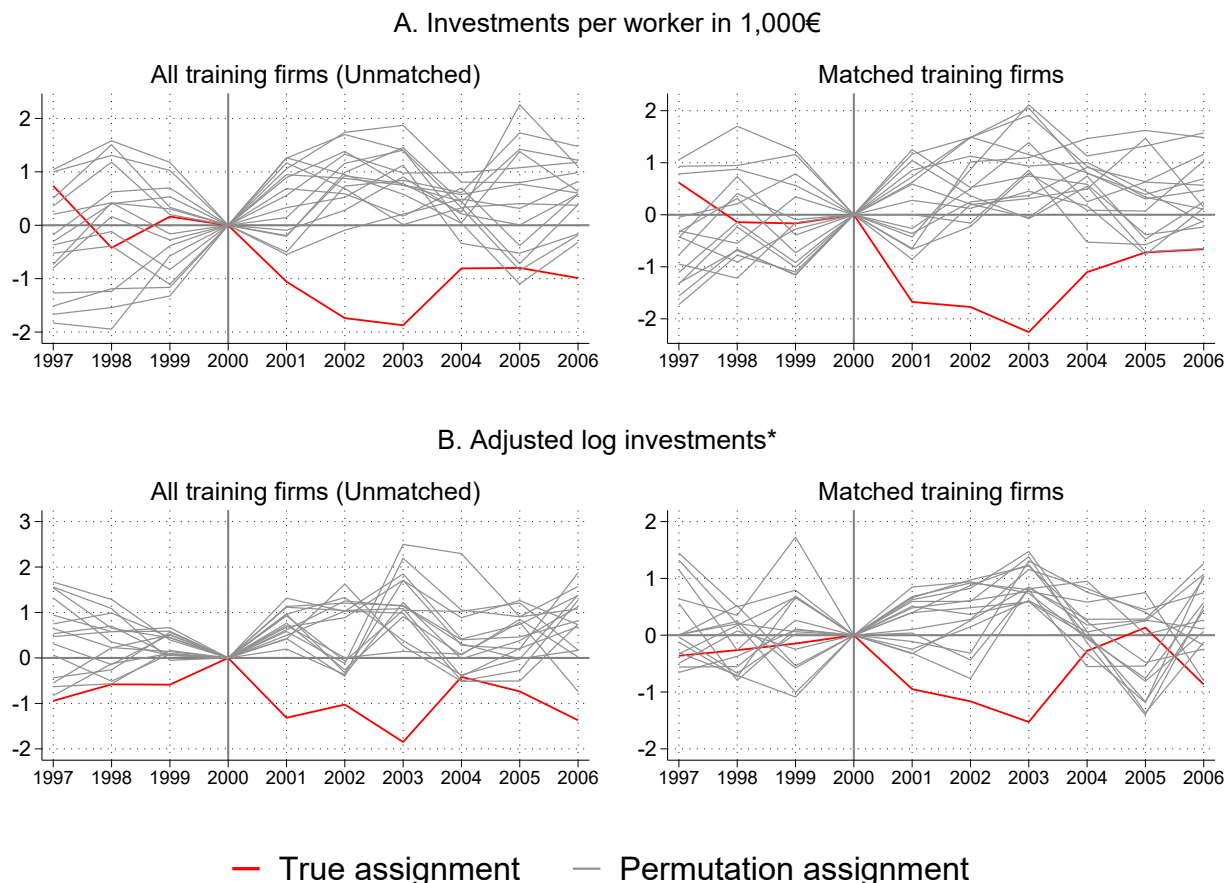 A. Investments per worker in 1,000€
All training firms (Unmatched)
Matched training firms
2
1
0
-1
-2
1997 1998 1999 2000 2001 2002 2003 2004 2005 2006
2
1
0
-1
-2
1997 1998 1999 2000 2001 2002 2003 2004 2005 2006
B. Adjusted log investments*
All training firms (Unmatched)
Matched training firms
3
2
1
0
-1
-2
1997 1998 1999 2000 2001 2002 2003 2004 2005 2006
2
1
0
-1
-2
1997 1998 1999 2000 2001 2002 2003 2004 2005 2006
True assignment
Permutation assignment